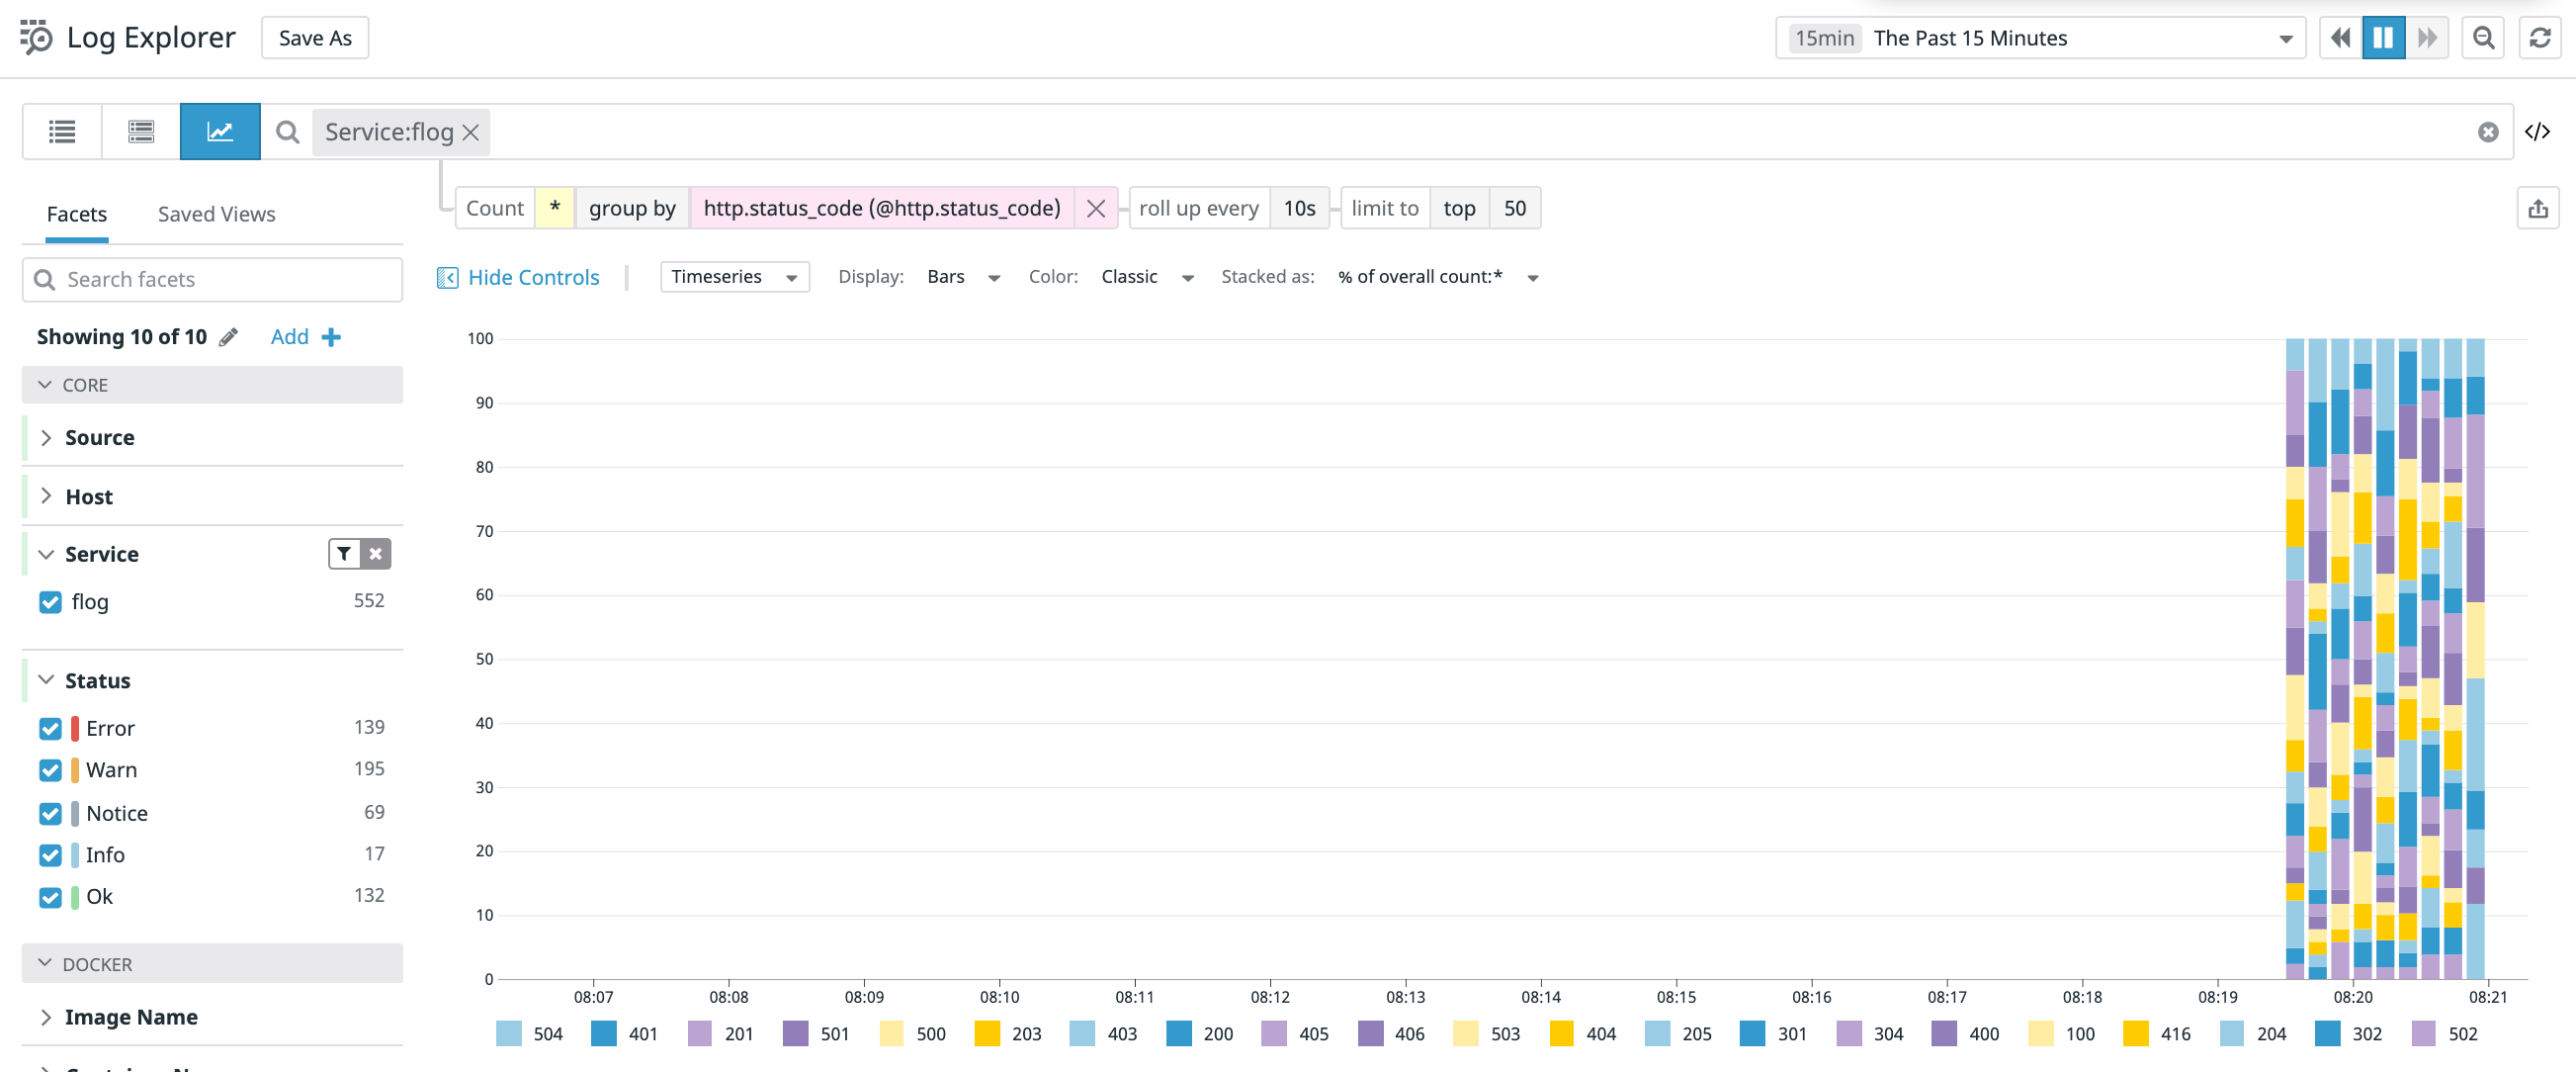 Log Explorer Save As 15min The Past 15 Minutes
Service:flog </>
Facets Saved Views
Count * group by http.status_code (@http.status_code) roll up every 10s limit to top 50
Search facets
Hide Controls Timeseries Display: Bars Color: Classic Stacked as: % of overall count:*
Showing 10 of 10 Add
CORE
Source
Host
Service
flog 552
Status
Error 139
Warn 195
Notice 69
Info 17
Ok 132
DOCKER
Image Name
100
90
80
70
60
50
40
30
20
10
0
08:07 08:08 08:09 08:10 08:11 08:12 08:13 08:14 08:15 08:16 08:17 08:18 08:19 08:20 08:21
504 401 201 501 500 203 403 200 405 406 503 404 205 301 304 400 100 416 204 302 502